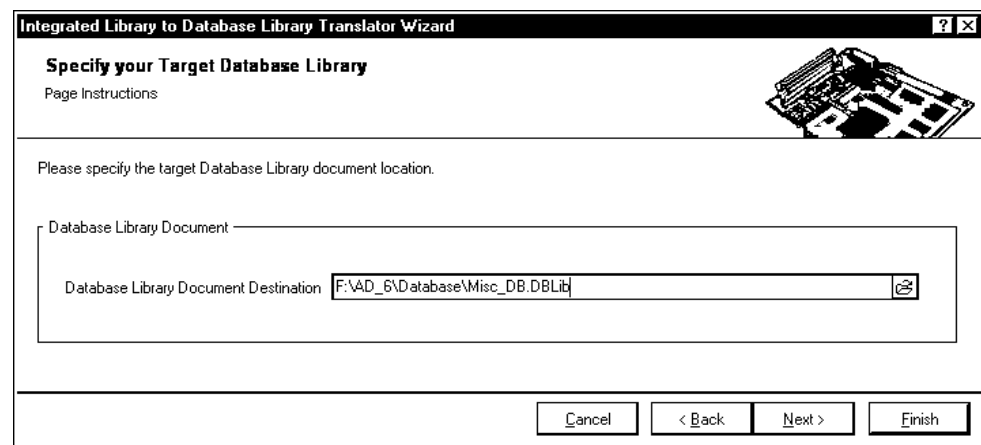 Integrated Library to Database Library Translator Wizard ? X
Specify your Target Database Library
Page Instructions
Please specify the target Database Library document location.
Database Library Document
Database Library Document Destination F:\AD_6\Database\Misc_DB.DBLib
Cancel < Back Next > Finish